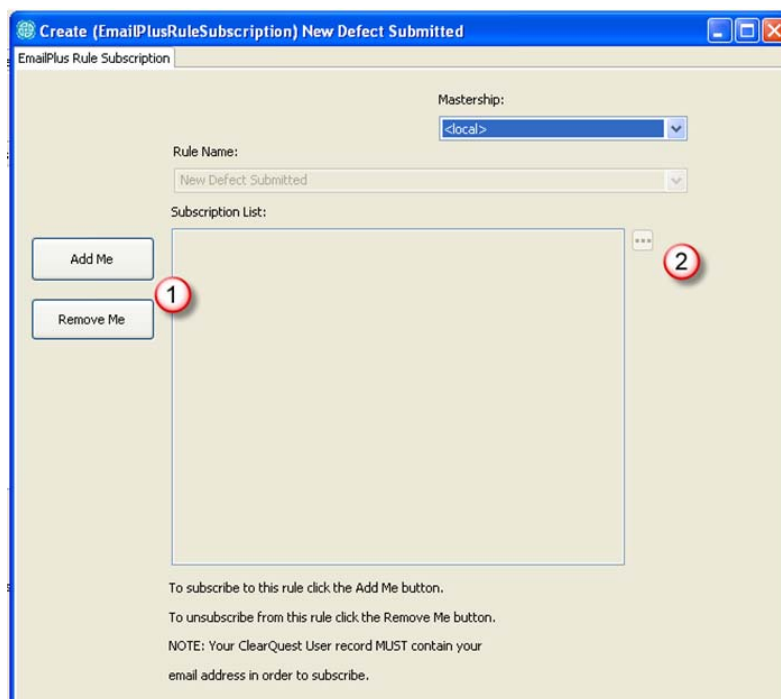 Create (EmailPlusRuleSubscription) New Defect Submitted
EmailPlus Rule Subscription
Mastership:
<local>
Rule Name:
New Defect Submitted
Subscription List:
Add Me
...
2
1
Remove Me
To subscribe to this rule click the Add Me button.
To unsubscribe from this rule click the Remove Me button.
NOTE: Your ClearQuest User record MUST contain your
email address in order to subscribe.